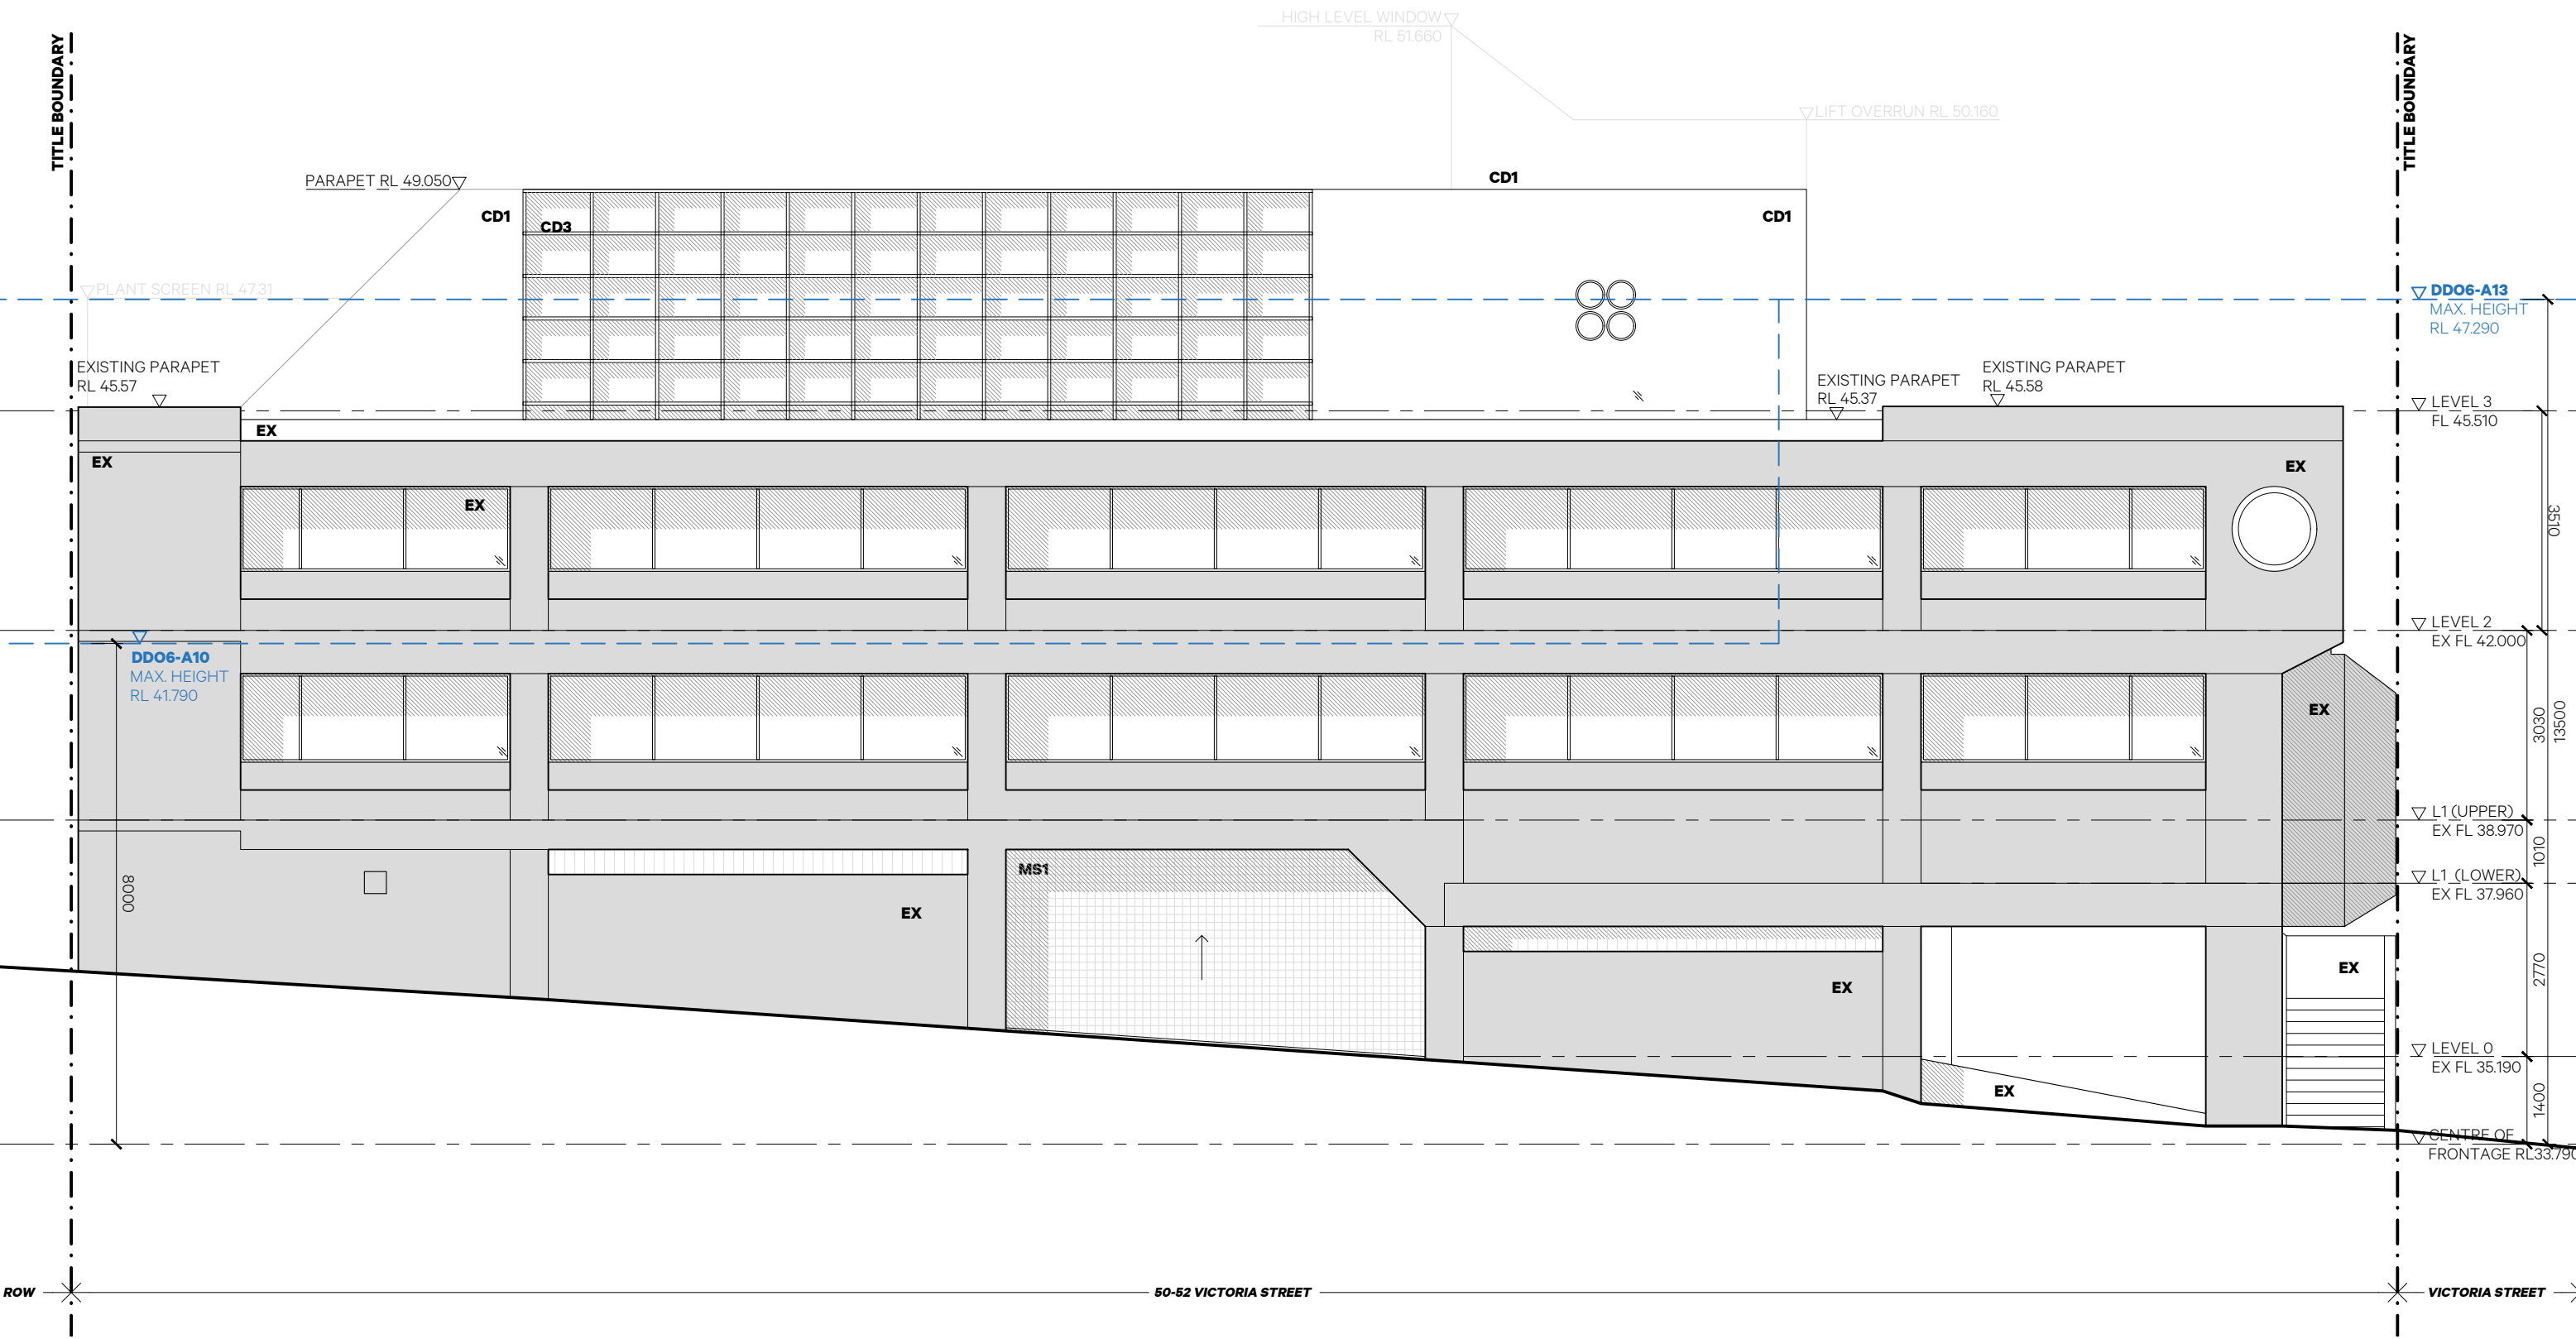 HIGH LEVEL WINDOW
RL 51.660
TITLE BOUNDARY
TITLE BOUNDARY
LIFT OVERRUN RL 50.160
PARAPET RL 49.050
CD1
CD1
CD3
CD1
PLANT SCREEN RL 47.31
DDO6-A13
MAX. HEIGHT
RL 47.290
EXISTING PARAPET
RL 45.57
EXISTING PARAPET
RL 45.37
EXISTING PARAPET
RL 45.58
LEVEL 3
FL 45.510
EX
EX
EX
EX
3510
LEVEL 2
EX FL 42.000
DDO6-A10
MAX. HEIGHT
RL 41.790
EX
3030
13500
L1 (UPPER)
EX FL 38.970
1010
L1 (LOWER)
EX FL 37.960
8000
MS1
EX
EX
EX
2770
LEVEL 0
EX FL 35.190
EX
1400
CENTRE OF
FRONTAGE RL33.790
ROW
50-52 VICTORIA STREET
VICTORIA STREET